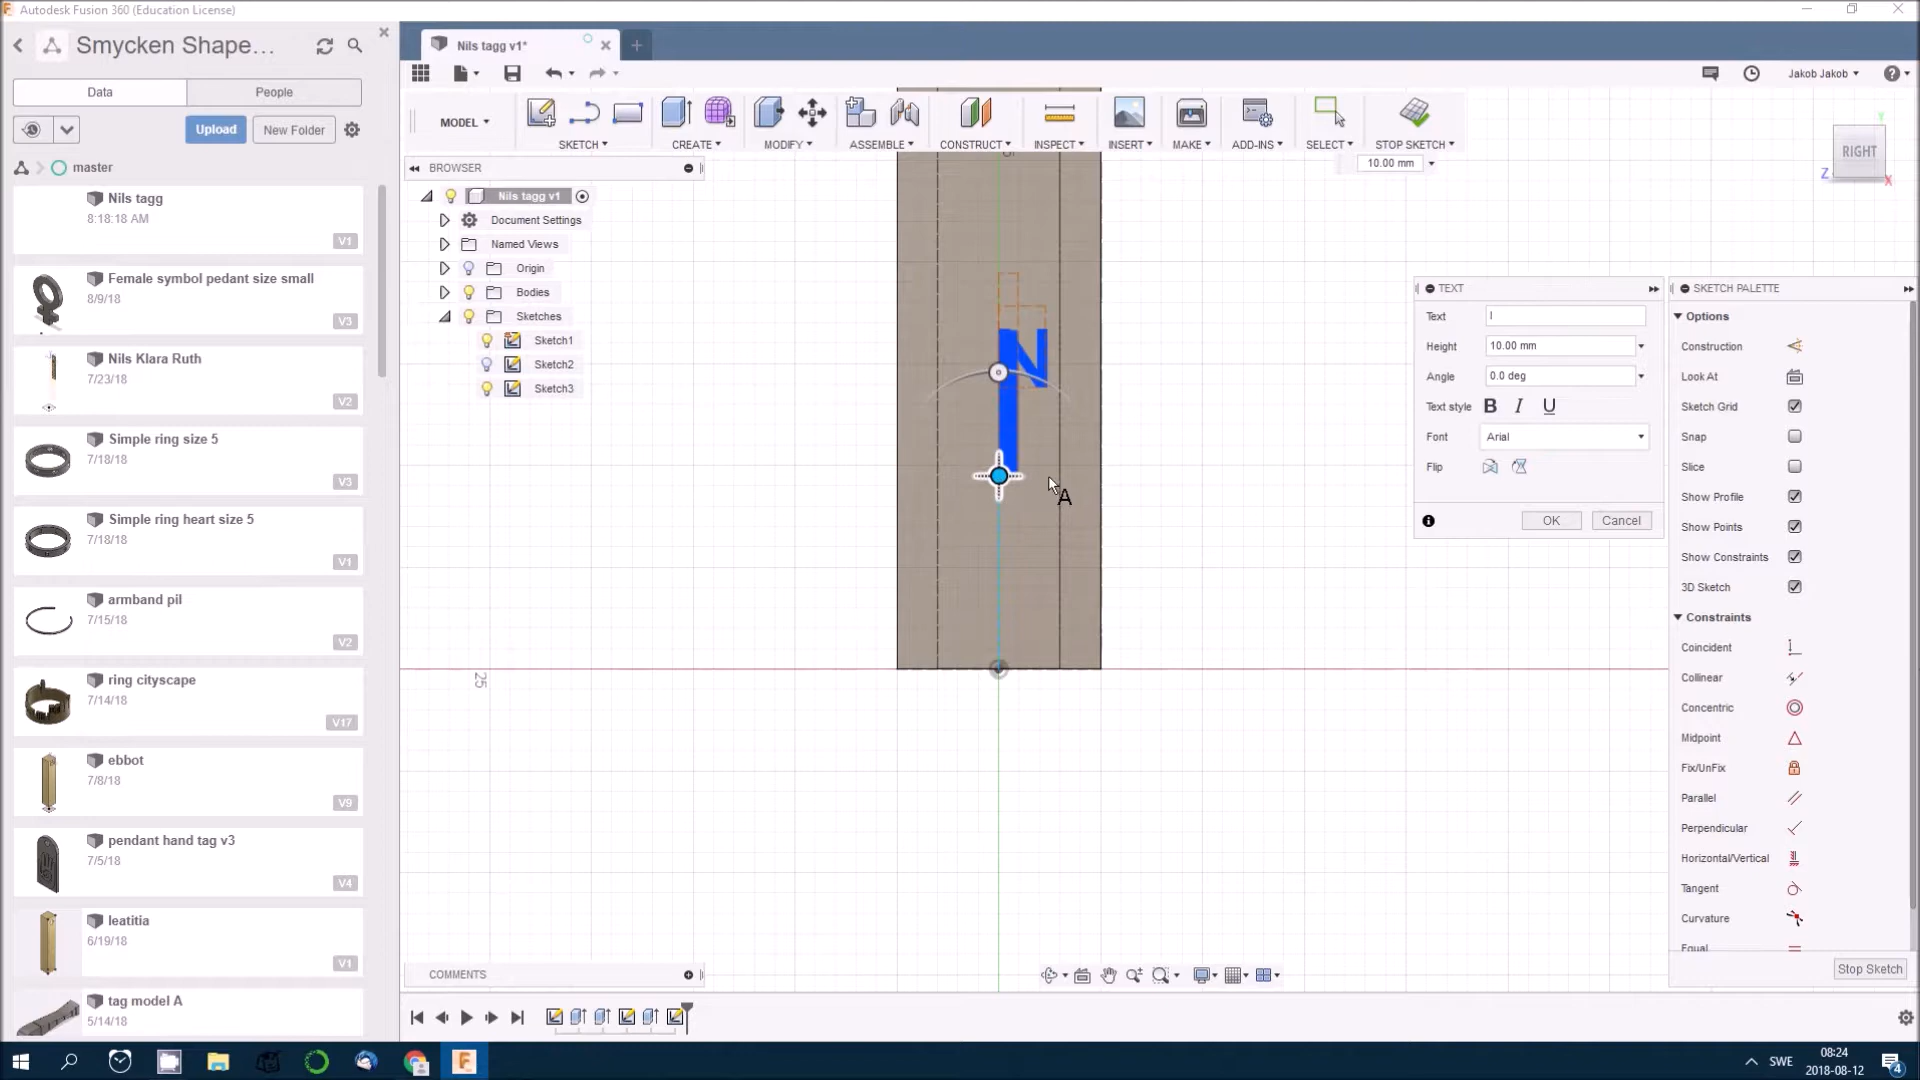 Autodesk Fusion 360 (Education License)
Smycken Shape...
Data
People
Upload
New Folder
master
Nils tagg
8:18:18 AM
V1
Female symbol pedant size small
8/9/18
V3
Nils Klara Ruth
7/23/18
V2
Simple ring size 5
7/18/18
V3
Simple ring heart size 5
7/18/18
V1
armband pil
7/15/18
V2
ring cityscape
7/14/18
V17
ebbot
7/8/18
V9
pendant hand tag v3
7/5/18
V4
leatitia
6/19/18
V1
tag model A
5/14/18
Nils tagg v1*
Jakob Jakob
MODEL
SKETCH
CREATE
MODIFY
ASSEMBLE
CONSTRUCT
INSPECT
INSERT
MAKE
ADD-INS
SELECT
STOP SKETCH
10.00 mm
BROWSER
Nils tagg v1
Document Settings
Named Views
Origin
Bodies
Sketches
Sketch1
Sketch2
Sketch3
N
I
25
A
RIGHT
Y
Z
X
TEXT
Text
I
Height
10.00 mm
Angle
0.0 deg
Text style B I U
Font
Arial
Flip
OK
Cancel
SKETCH PALETTE
Options
Construction
Look At
Sketch Grid
Snap
Slice
Show Profile
Show Points
Show Constraints
3D Sketch
Constraints
Coincident
Collinear
Concentric
Midpoint
Fix/UnFix
Parallel
Perpendicular
Horizontal/Vertical
Tangent
Curvature
Equal
Stop Sketch
COMMENTS
SWE
08:24
2018-08-12
4